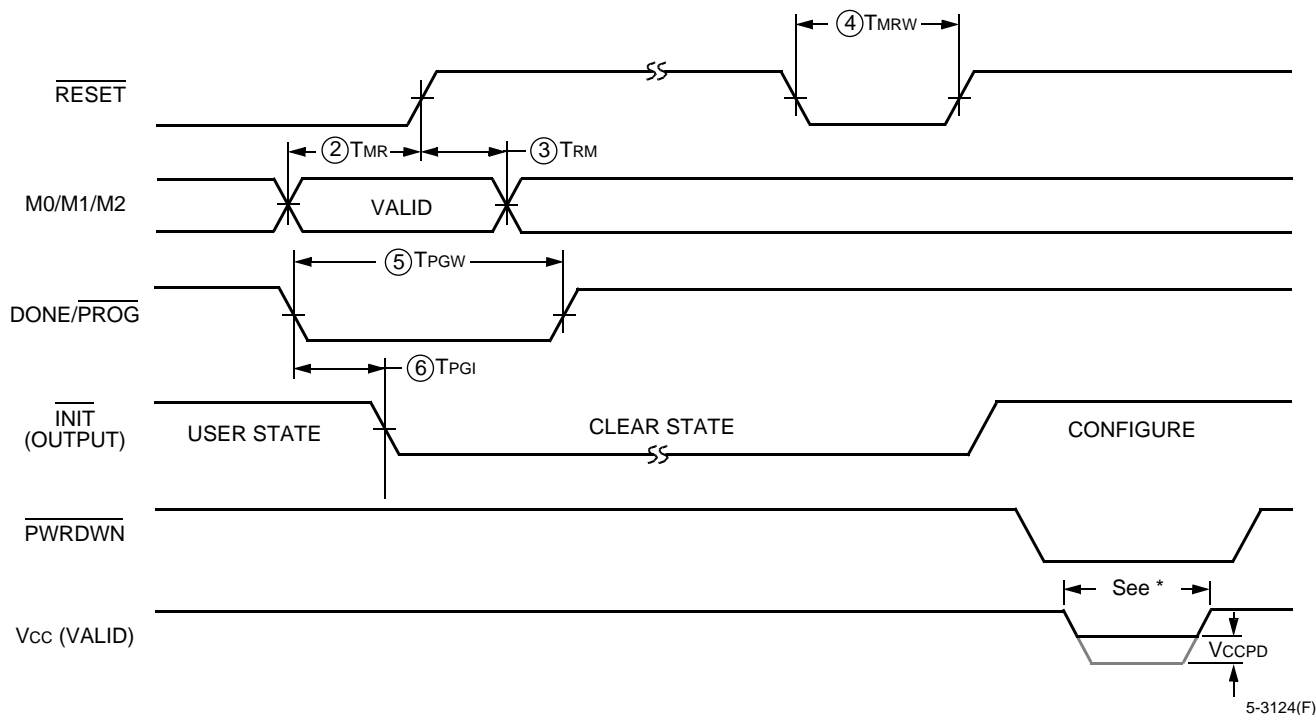 ④TMRW
RESET
②TMR
③TRM
M0/M1/M2
VALID
⑤TPGW
DONE/PROG
⑥TPGI
INIT
(OUTPUT)
USER STATE
CLEAR STATE
CONFIGURE
PWRDWN
See *
VCC (VALID)
VCCPD
5-3124(F)